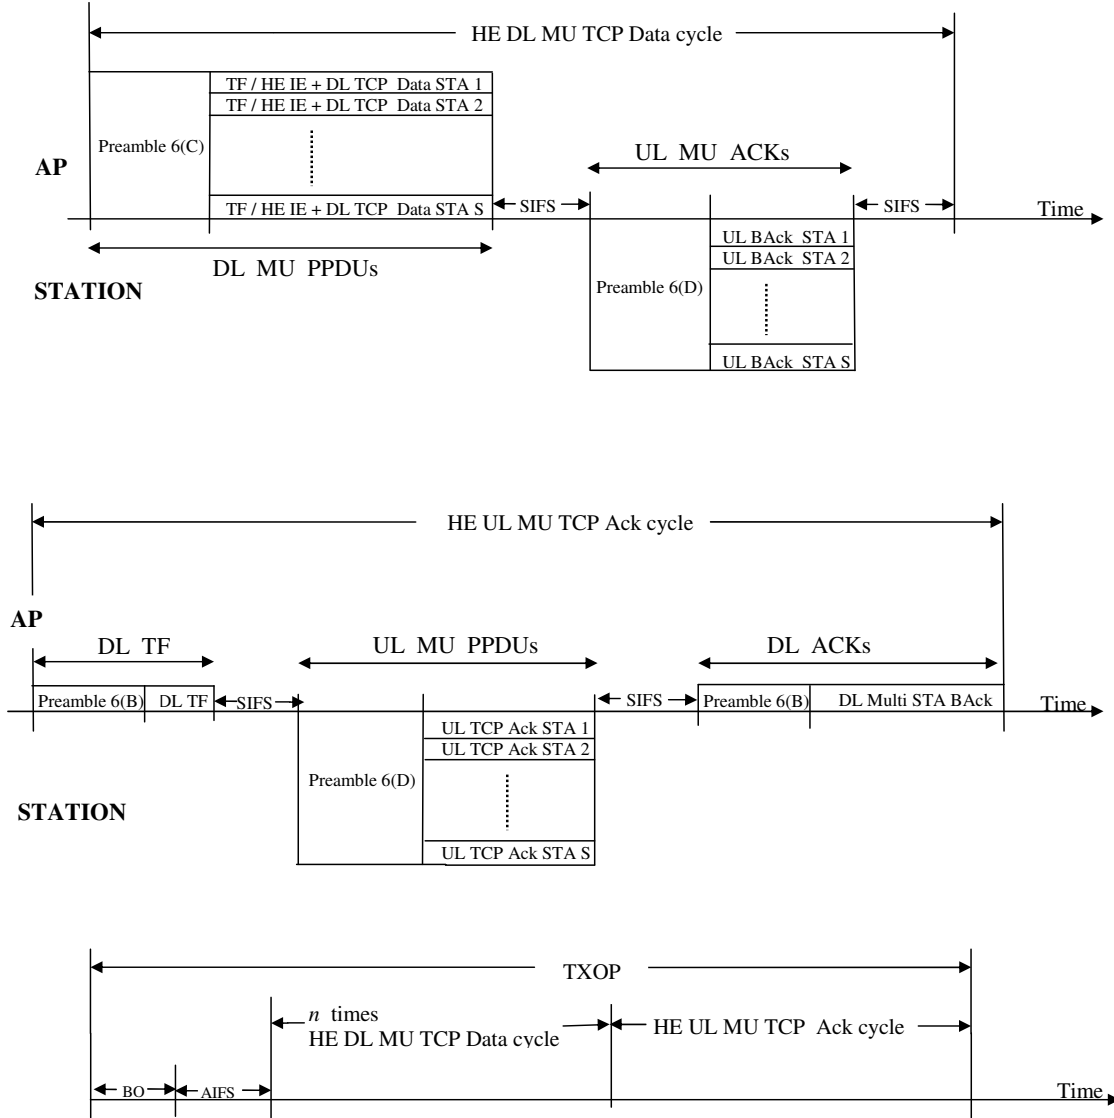 HE DL MU TCP Data cycle
TF / HE IE + DL TCP Data STA 1
TF / HE IE + DL TCP Data STA 2
Preamble 6(C)
AP
UL MU ACKs
TF / HE IE + DL TCP Data STA S
SIFS
SIFS
Time
DL MU PPDUs
STATION
UL BAck STA 1
UL BAck STA 2
Preamble 6(D)
UL BAck STA S
HE UL MU TCP Ack cycle
AP
DL TF
UL MU PPDUs
DL ACKs
Preamble 6(B)
DL TF
SIFS
SIFS
Preamble 6(B)
DL Multi STA BAck
Time
UL TCP Ack STA 1
UL TCP Ack STA 2
Preamble 6(D)
STATION
UL TCP Ack STA S
TXOP
n times
HE DL MU TCP Data cycle
HE UL MU TCP Ack cycle
BO
AIFS
Time